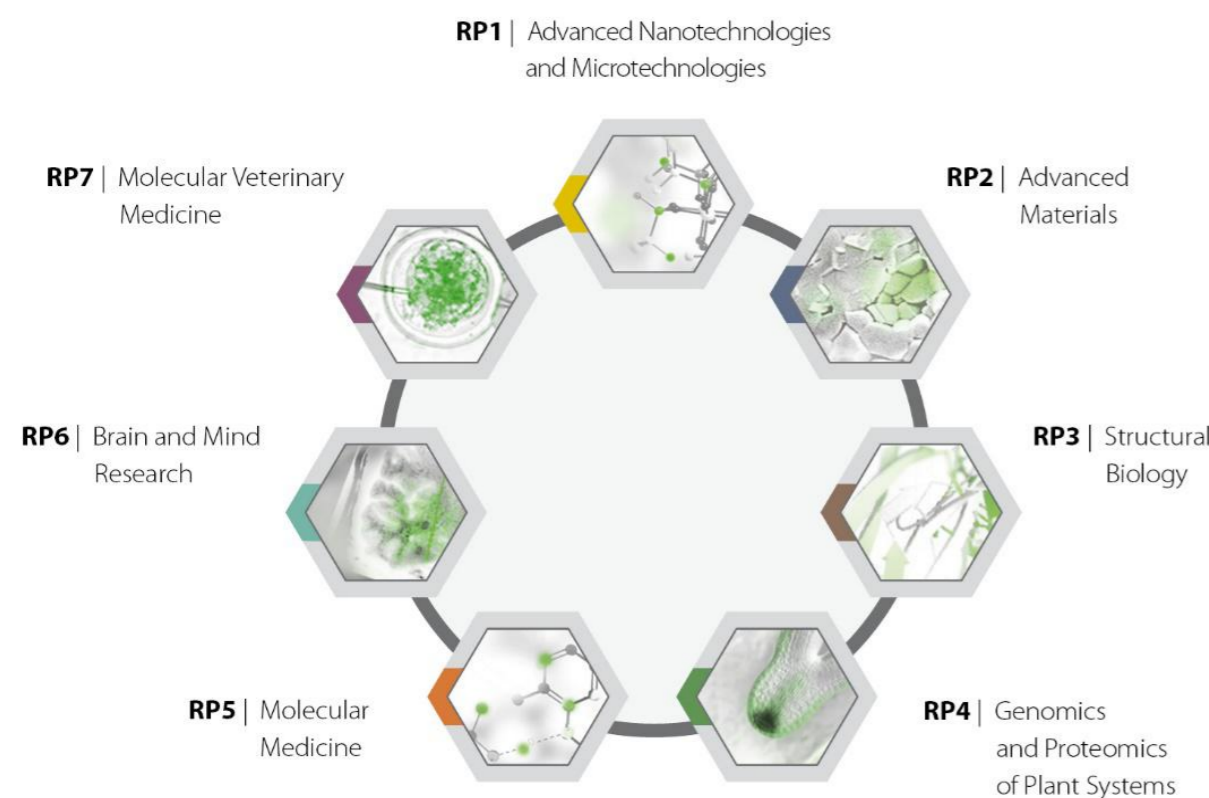 RP1 | Advanced Nanotechnologies
and Microtechnologies
RP2 | Advanced
Materials
RP3 | Structural
Biology
RP4 | Genomics
and Proteomics
of Plant Systems
RP5 | Molecular
Medicine
RP6 | Brain and Mind
Research
RP7 | Molecular Veterinary
Medicine